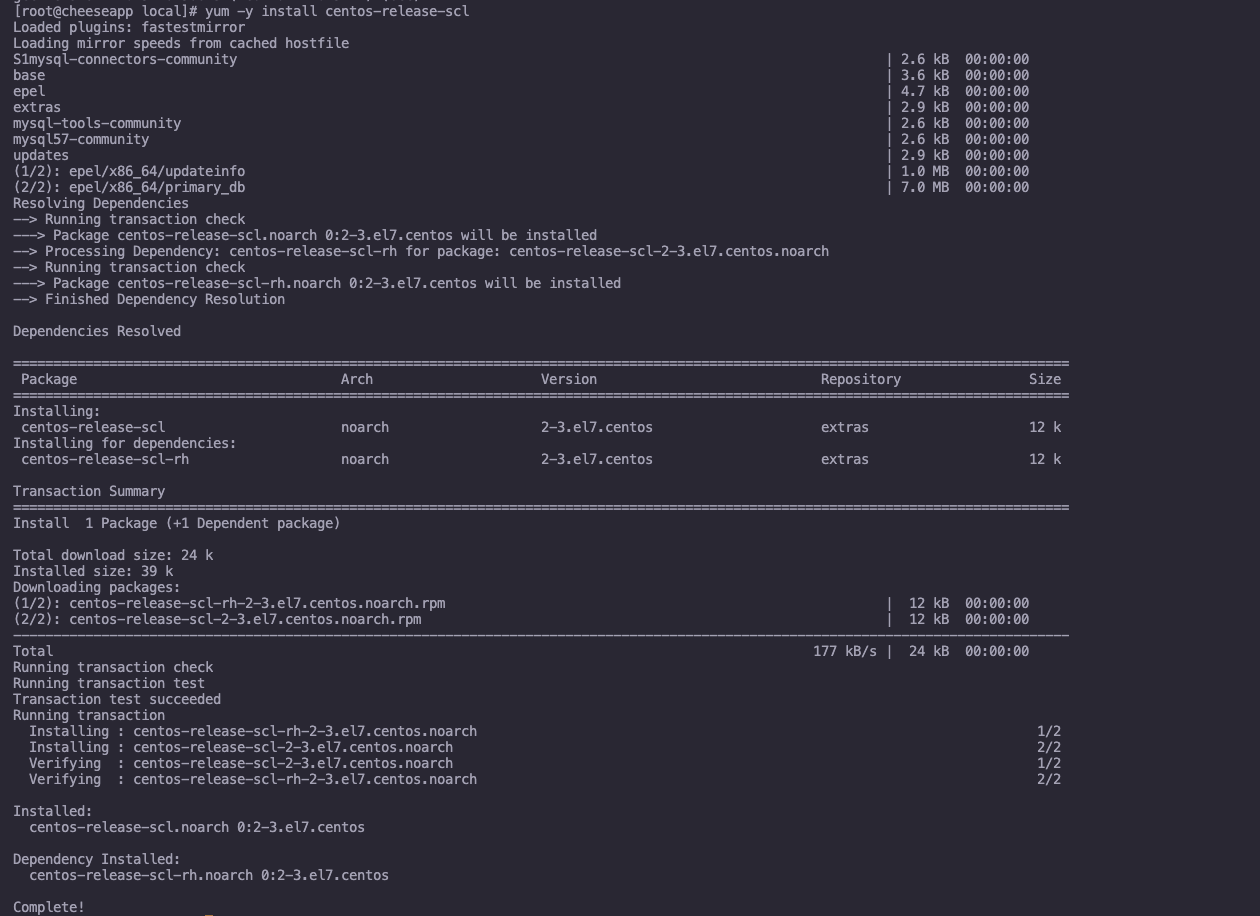 [root@cheeseapp local]# yum -y install centos-release-scl
Loaded plugins: fastestmirror
Loading mirror speeds from cached hostfile
S1mysql-connectors-community | 2.6 kB 00:00:00
base | 3.6 kB 00:00:00
epel | 4.7 kB 00:00:00
extras | 2.9 kB 00:00:00
mysql-tools-community | 2.6 kB 00:00:00
mysql57-community | 2.6 kB 00:00:00
updates | 2.9 kB 00:00:00
(1/2): epel/x86_64/updateinfo | 1.0 MB 00:00:00
(2/2): epel/x86_64/primary_db | 7.0 MB 00:00:00
Resolving Dependencies
--> Running transaction check
---> Package centos-release-scl.noarch 0:2-3.el7.centos will be installed
--> Processing Dependency: centos-release-scl-rh for package: centos-release-scl-2-3.el7.centos.noarch
--> Running transaction check
---> Package centos-release-scl-rh.noarch 0:2-3.el7.centos will be installed
--> Finished Dependency Resolution
Dependencies Resolved
Package Arch Version Repository Size
Installing:
centos-release-scl noarch 2-3.el7.centos extras 12 k
Installing for dependencies:
centos-release-scl-rh noarch 2-3.el7.centos extras 12 k
Transaction Summary
Install 1 Package (+1 Dependent package)
Total download size: 24 k
Installed size: 39 k
Downloading packages:
(1/2): centos-release-scl-rh-2-3.el7.centos.noarch.rpm | 12 kB 00:00:00
(2/2): centos-release-scl-2-3.el7.centos.noarch.rpm | 12 kB 00:00:00
Total 177 kB/s | 24 kB 00:00:00
Running transaction check
Running transaction test
Transaction test succeeded
Running transaction
Installing : centos-release-scl-rh-2-3.el7.centos.noarch 1/2
Installing : centos-release-scl-2-3.el7.centos.noarch 2/2
Verifying : centos-release-scl-2-3.el7.centos.noarch 1/2
Verifying : centos-release-scl-rh-2-3.el7.centos.noarch 2/2
Installed:
centos-release-scl.noarch 0:2-3.el7.centos
Dependency Installed:
centos-release-scl-rh.noarch 0:2-3.el7.centos
Complete!